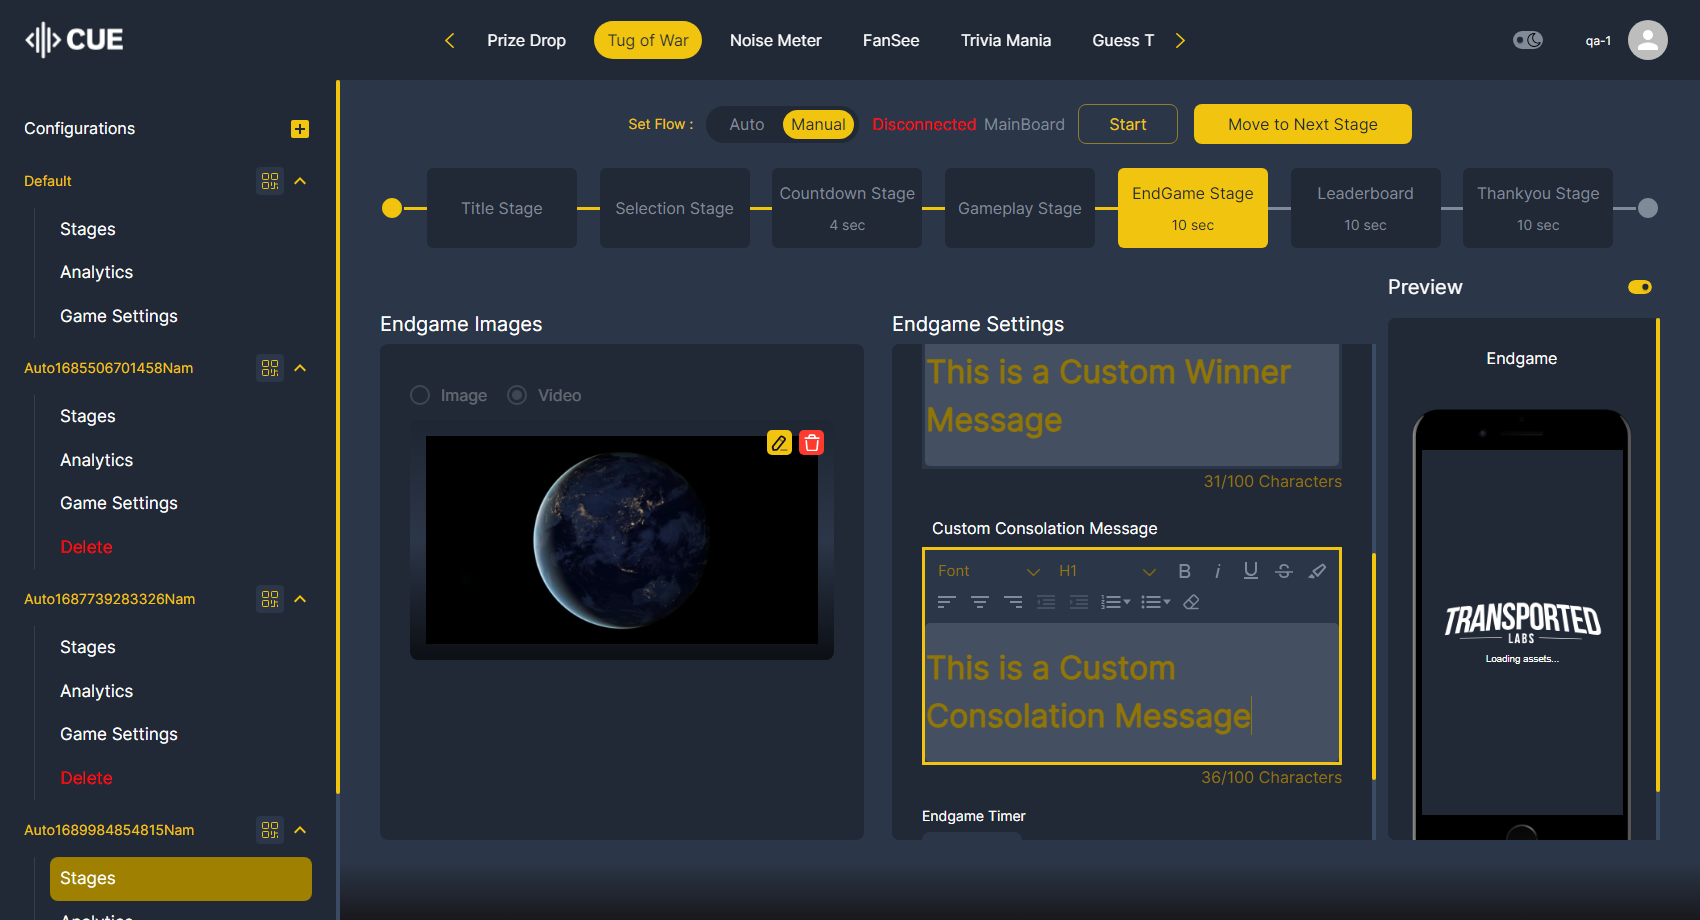 CUE
Prize Drop
Tug of War
Noise Meter
FanSee
Trivia Mania
Guess T
qa-1
Configurations
Default
Stages
Analytics
Game Settings
Auto1685506701458Nam
Stages
Analytics
Game Settings
Delete
Auto1687739283326Nam
Stages
Analytics
Game Settings
Delete
Auto1689984854815Nam
Stages
Analytics
Set Flow :
Auto
Manual
Disconnected MainBoard
Start
Move to Next Stage
Title Stage
Selection Stage
Countdown Stage
4 sec
Gameplay Stage
EndGame Stage
10 sec
Leaderboard
10 sec
Thankyou Stage
10 sec
Endgame Images
Image
Video
Endgame Settings
This is a Custom Winner
Message
31/100 Characters
Custom Consolation Message
Font
H1
B i U S
This is a Custom
Consolation Message
36/100 Characters
Endgame Timer
Preview
Endgame
TRANSPORTED
LABS
Loading assets...